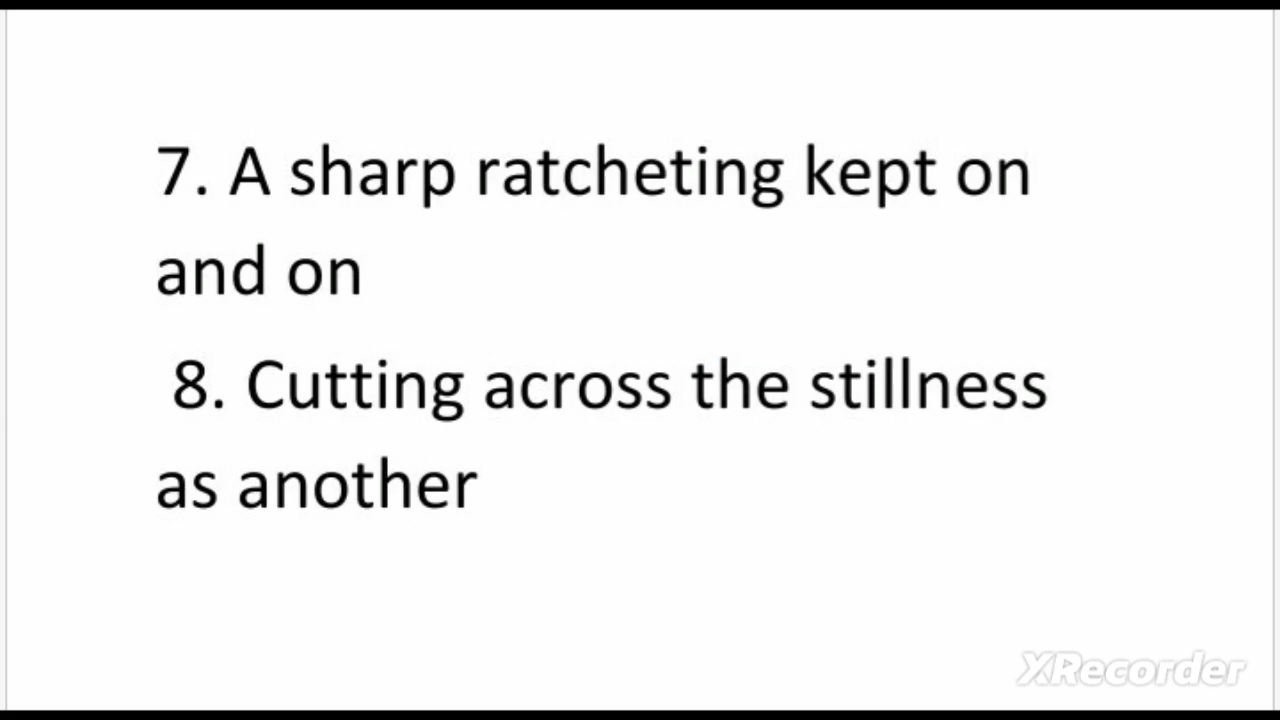 7. A sharp ratcheting kept on
and on
8. Cutting across the stillness
as another
XRecorder